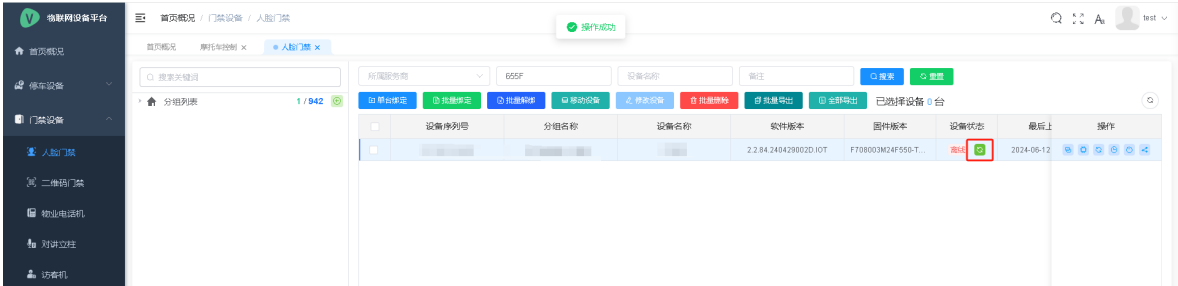 物联网设备平台
首页概况 / 门禁设备 / 人脸门禁
操作成功
test
首页概况
摩托车控制 ×
人脸门禁 ×
首页概况
停车设备
门禁设备
人脸门禁
二维码门禁
物业电话机
对讲立柱
访客机
搜索关键词
分组列表 1 / 942
所属服务商
655F
设备名称
备注
搜索
重置
单台绑定
批量绑定
批量解绑
移动设备
修改设备
批量删除
批量导出
全部导出
已选择设备 0 台
设备序列号 分组名称 设备名称 软件版本 固件版本 设备状态 最后上 操作
2.2.84.240429002D.IOT F708003M24F550-T... 离线 2024-06-12